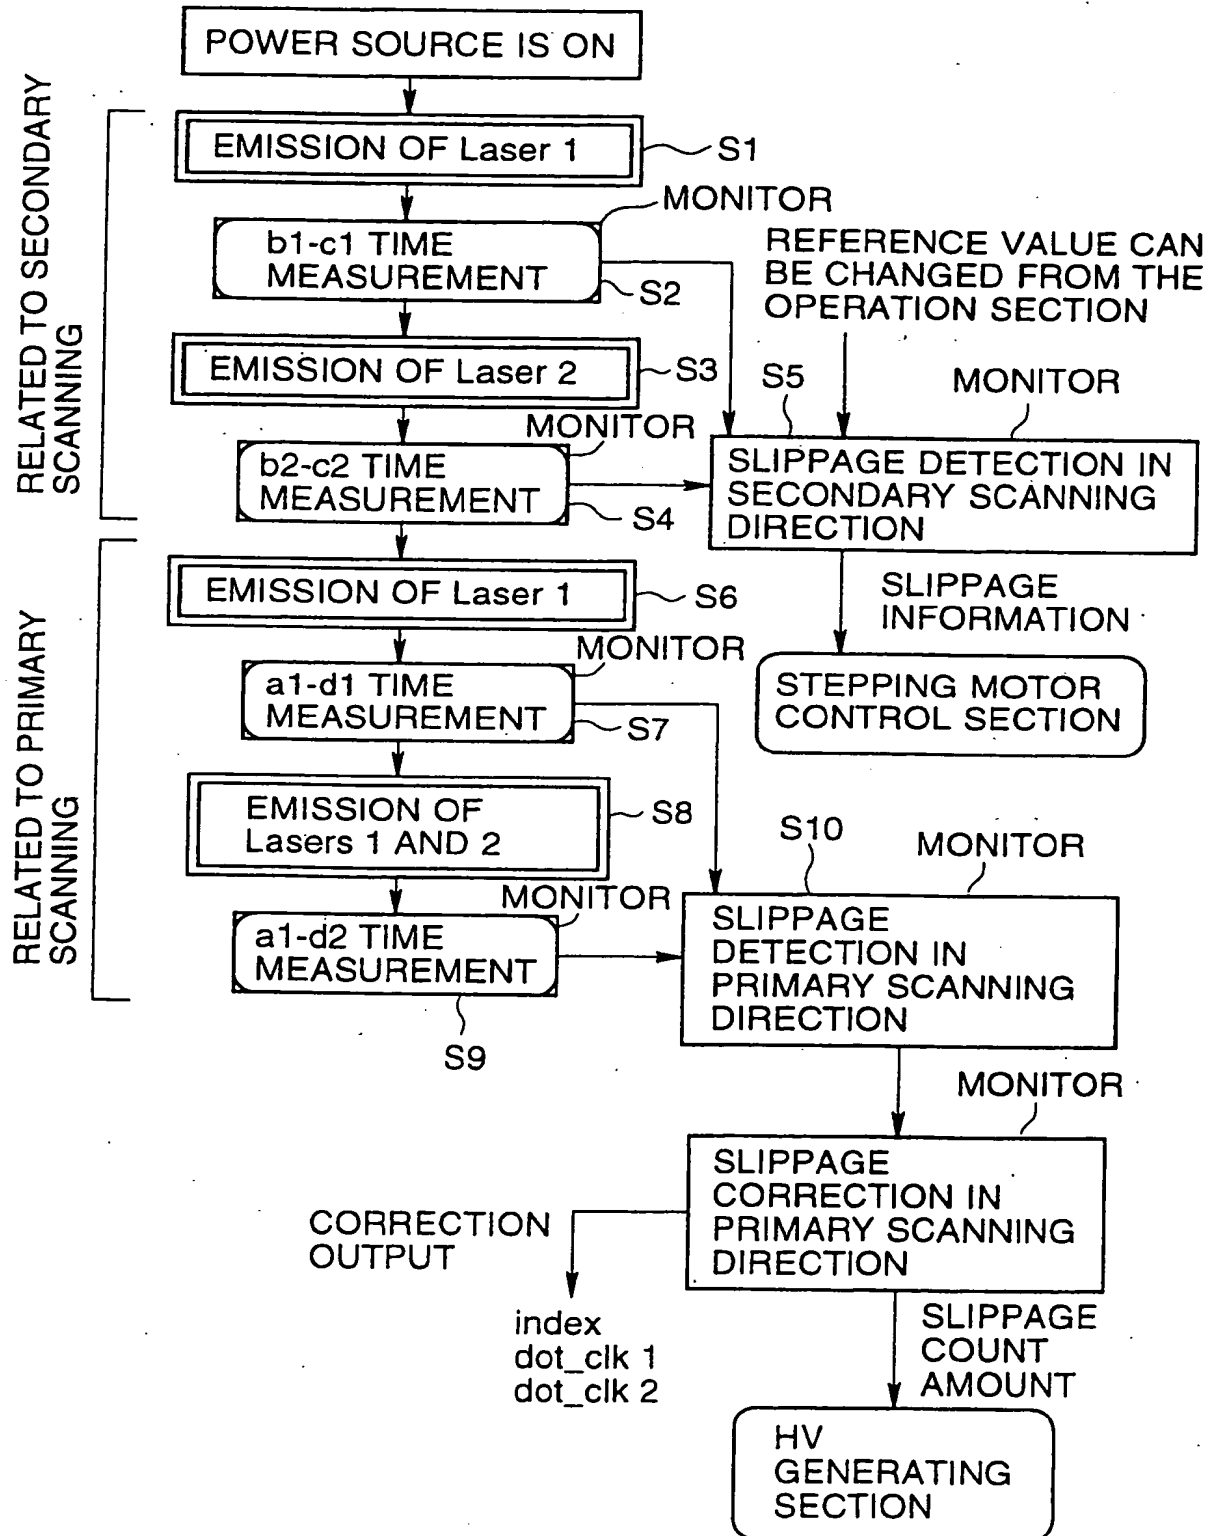 POWER SOURCE IS ON
RELATED TO SECONDARY
SCANNING
EMISSION OF Laser 1
S1
MONITOR
b1-c1 TIME
MEASUREMENT
S2
REFERENCE VALUE CAN
BE CHANGED FROM THE
OPERATION SECTION
EMISSION OF Laser 2
S3
MONITOR
b2-c2 TIME
MEASUREMENT
S4
S5
MONITOR
SLIPPAGE DETECTION IN
SECONDARY SCANNING
DIRECTION
SLIPPAGE
INFORMATION
STEPPING MOTOR
CONTROL SECTION
RELATED TO PRIMARY
SCANNING
EMISSION OF Laser 1
S6
MONITOR
a1-d1 TIME
MEASUREMENT
S7
EMISSION OF
Lasers 1 AND 2
S8
MONITOR
a1-d2 TIME
MEASUREMENT
S9
S10
MONITOR
SLIPPAGE
DETECTION IN
PRIMARY SCANNING
DIRECTION
MONITOR
SLIPPAGE
CORRECTION IN
PRIMARY SCANNING
DIRECTION
CORRECTION
OUTPUT
index
dot_clk 1
dot_clk 2
SLIPPAGE
COUNT
AMOUNT
HV
GENERATING
SECTION